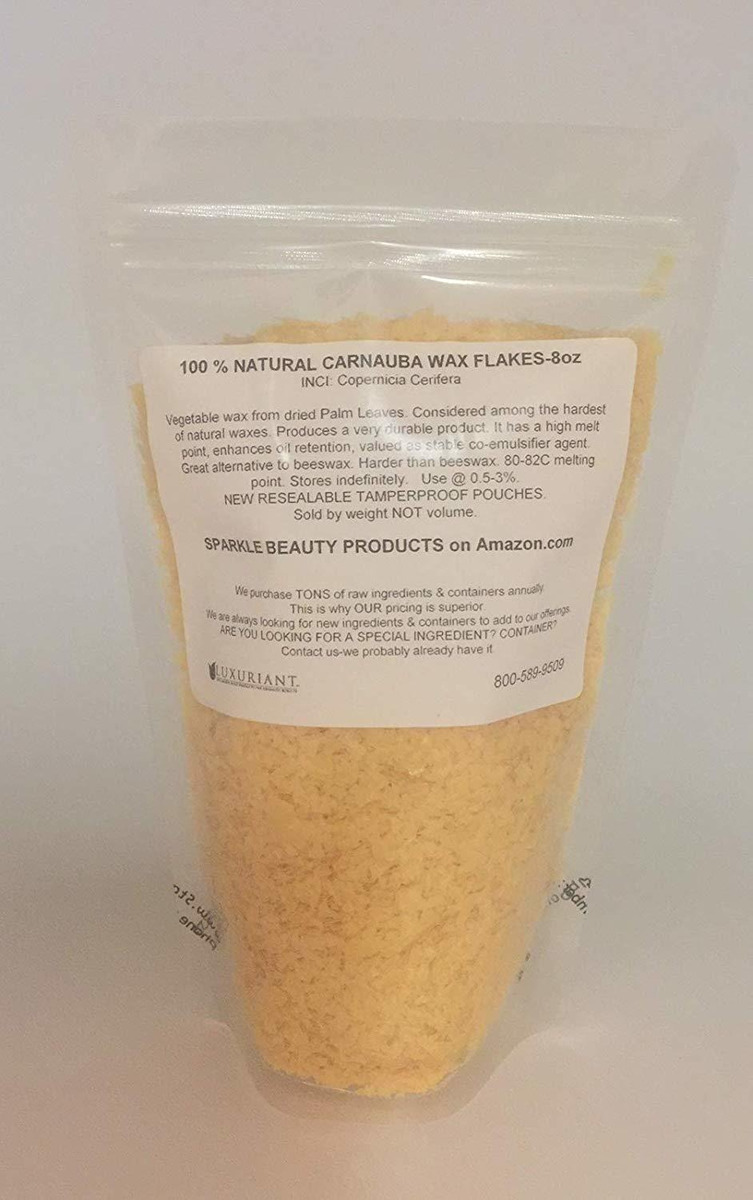 100 % NATURAL CARNAUBA WAX FLAKES-8oz
INCI: Copernicia Cerifera
Vegetable wax from dried Palm Leaves. Considered among the hardest
of natural waxes. Produces a very durable product. It has a high melt
point, enhances oil retention, valued as stable co-emulsifier agent.
Great alternative to beeswax. Harder than beeswax. 80-82C melting
point. Stores indefinitely. Use @ 0.5-3%.
NEW RESEALABLE TAMPERPROOF POUCHES.
Sold by weight NOT volume.
SPARKLE BEAUTY PRODUCTS on Amazon.com
We purchase TONS of raw ingredients & containers annually
This is why OUR pricing is superior
We are always looking for new ingredients & containers to add to our offerings
ARE YOU LOOKING FOR A SPECIAL INGREDIENT? CONTAINER?
Contact us-we probably already have it
LUXURIANT
800-589-9509